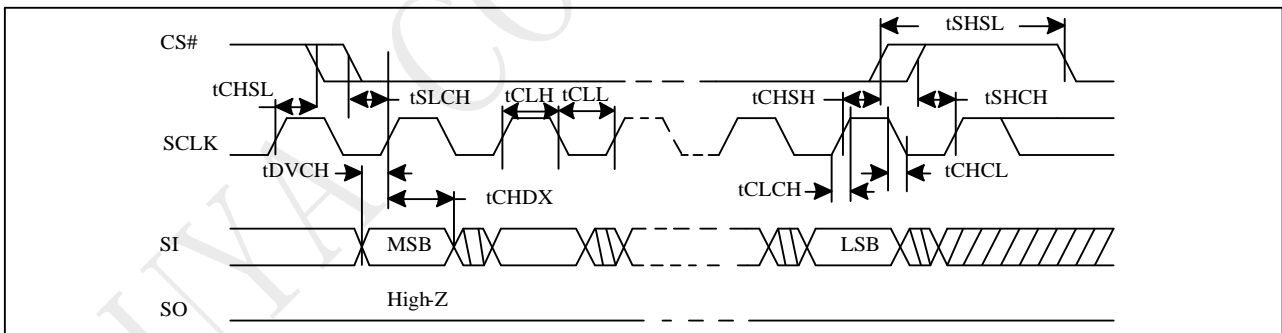 CS#
tSHSL
tCHSL
tSLCH
tCLH
tCLL
tCHSH
tSHCH
SCLK
tDVCH
tCHDX
tCLCH
tCHCL
SI
MSB
LSB
SO
High-Z